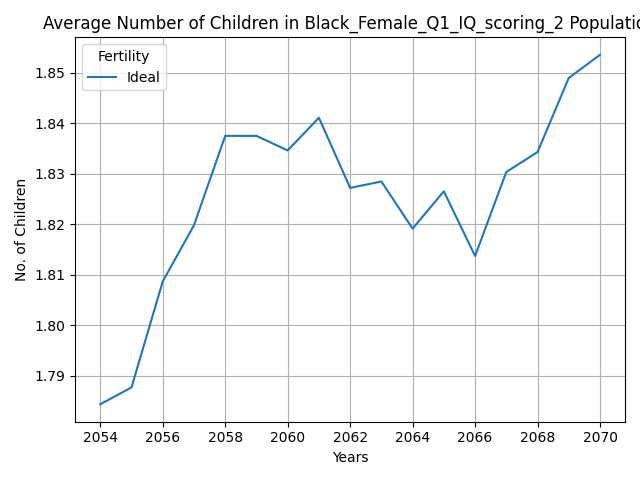 Average Number of Children in Black_Female_Q1_IQ_scoring_2 Populatio
Fertility
Ideal
1.85
1.84
1.83
1.82
1.81
1.80
1.79
No. of Children
2054 2056 2058 2060 2062 2064 2066 2068 2070
Years